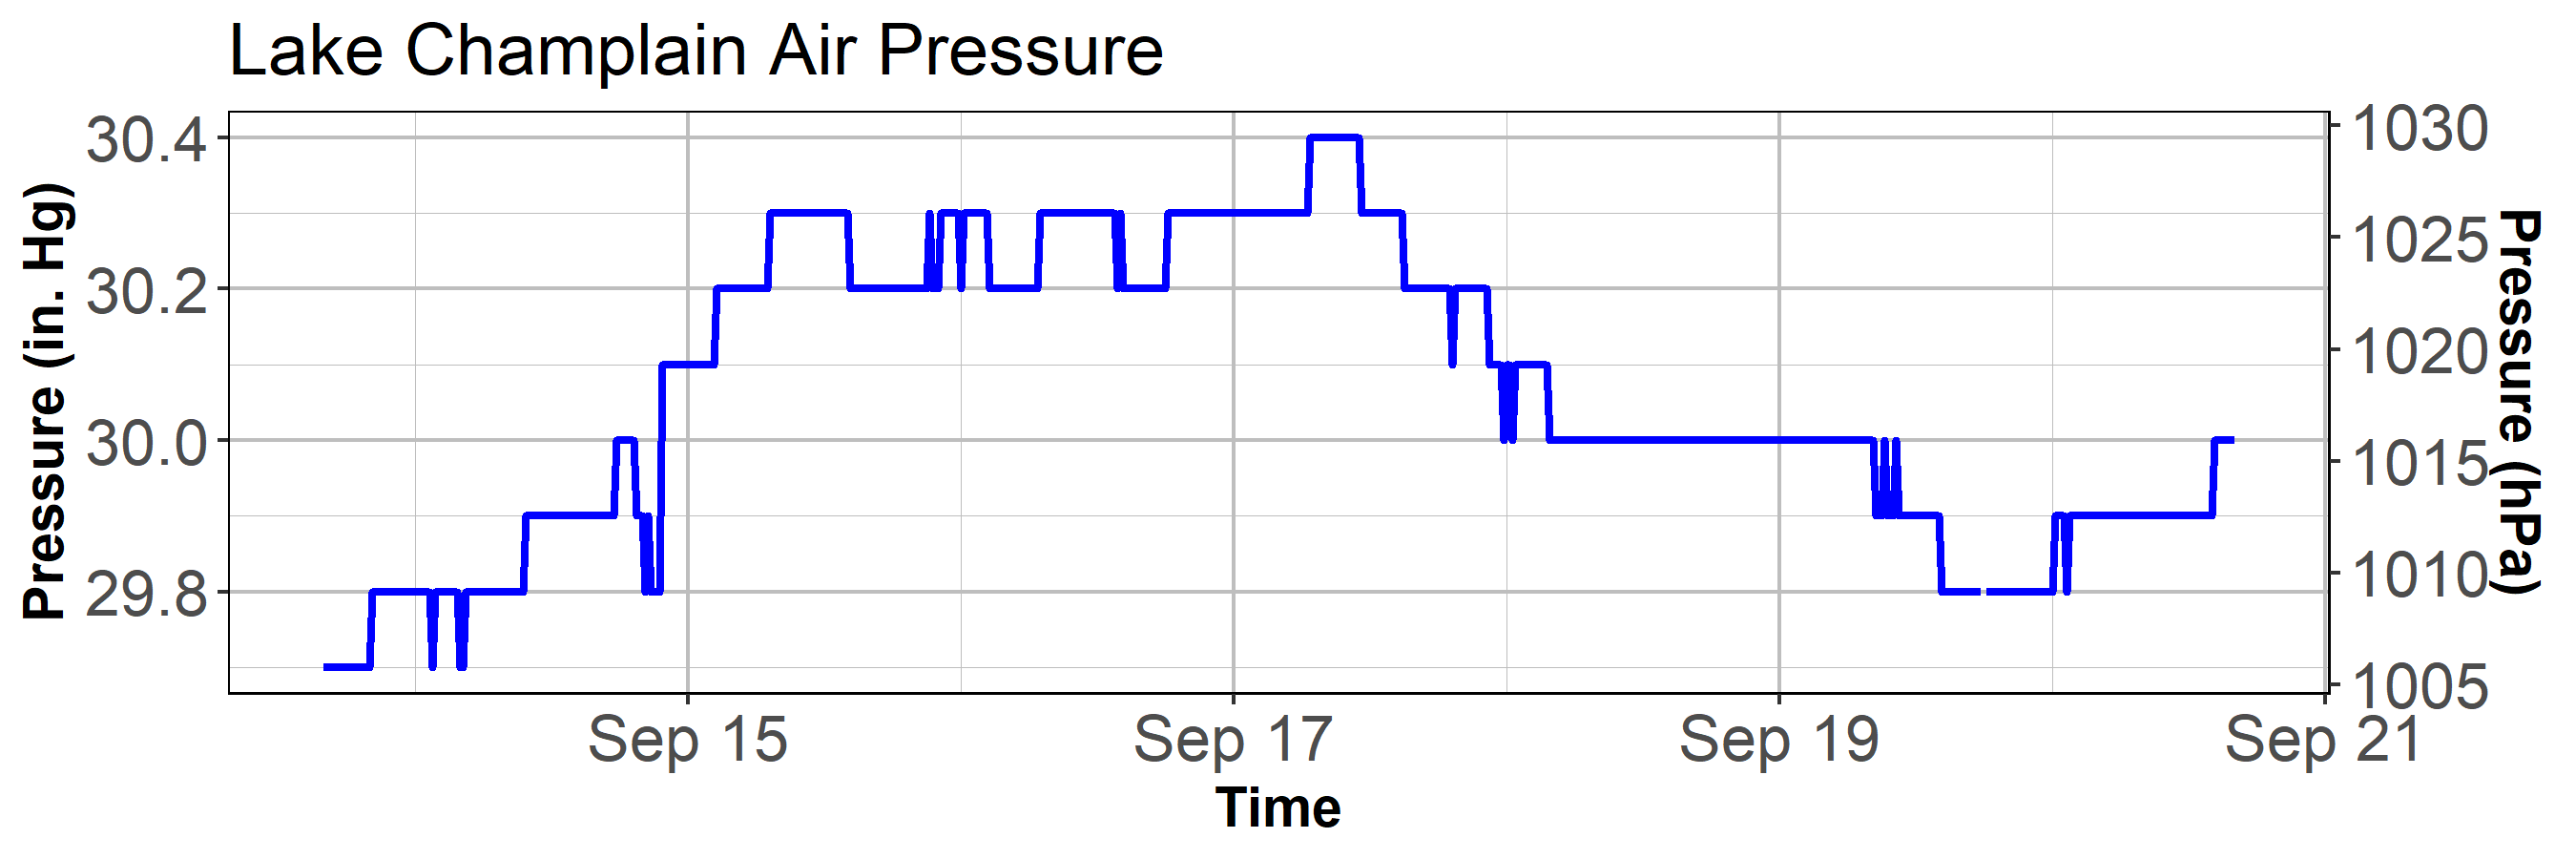 Lake Champlain Air Pressure
Pressure (in. Hg)
30.4
30.2
30.0
29.8
1030
1025
1020
1015
1010
1005
Pressure (hPa)
Sep 15
Sep 17
Sep 19
Sep 21
Time